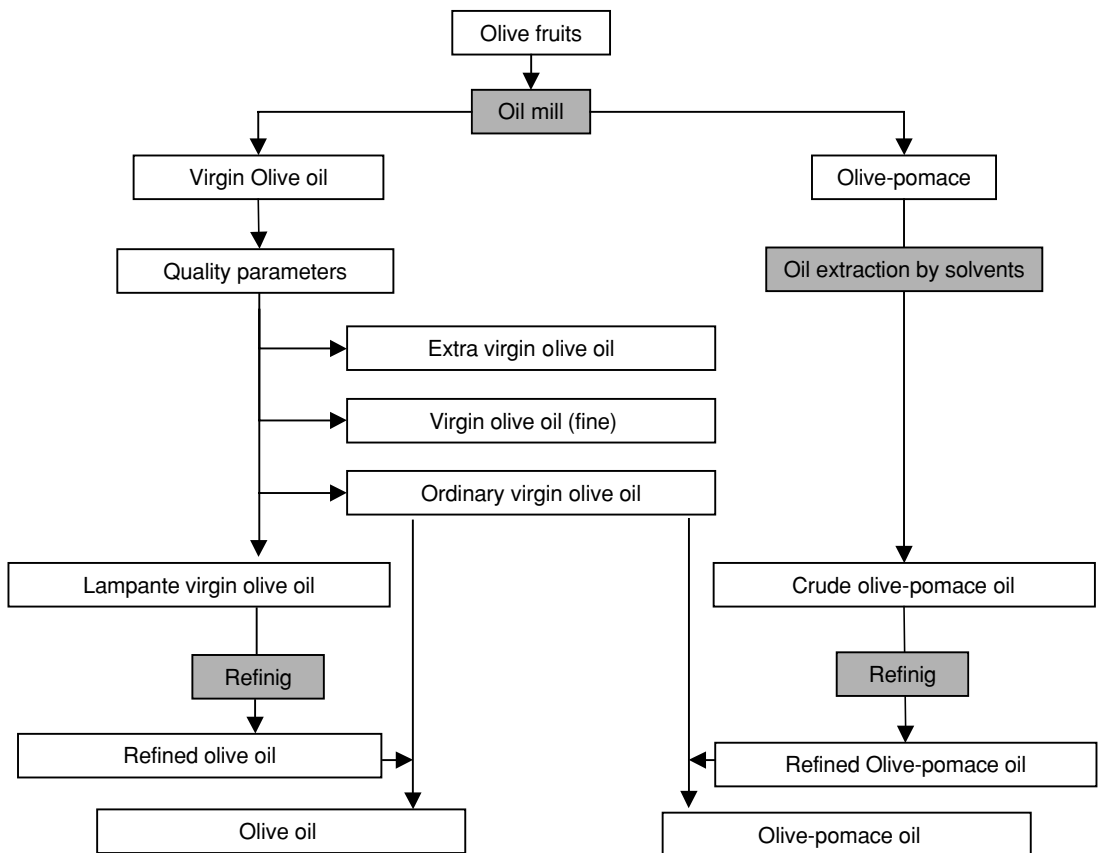 Olive fruits
Oil mill
Virgin Olive oil
Olive-pomace
Quality parameters
Oil extraction by solvents
Extra virgin olive oil
Virgin olive oil (fine)
Ordinary virgin olive oil
Lampante virgin olive oil
Crude olive-pomace oil
Refinig
Refinig
Refined olive oil
Refined Olive-pomace oil
Olive oil
Olive-pomace oil